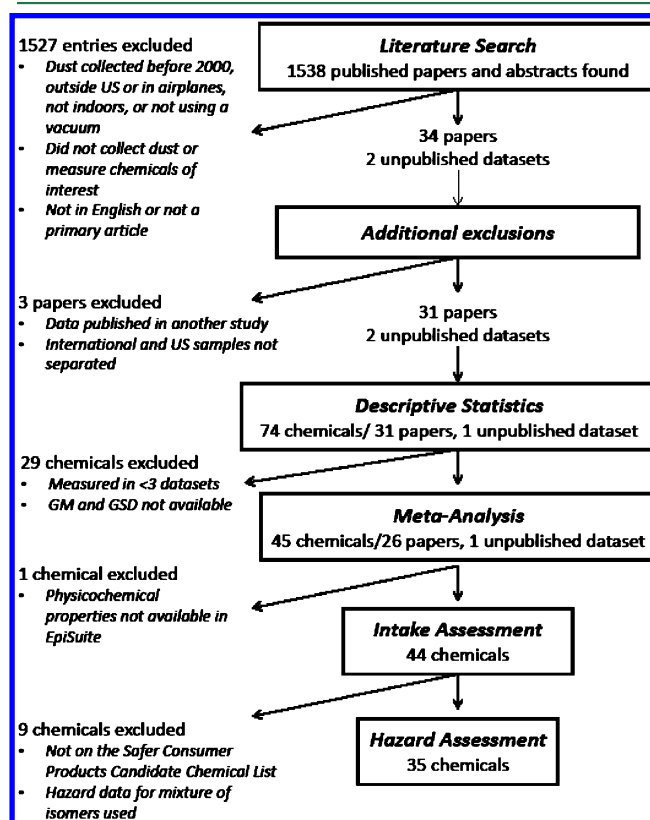 Literature Search
1538 published papers and abstracts found
1527 entries excluded
• Dust collected before 2000,
outside US or in airplanes,
not indoors, or not using a
vacuum
• Did not collect dust or
measure chemicals of
interest
• Not in English or not a
primary article
34 papers
2 unpublished datasets
Additional exclusions
3 papers excluded
• Data published in another study
• International and US samples not
separated
31 papers
2 unpublished datasets
Descriptive Statistics
74 chemicals/ 31 papers, 1 unpublished dataset
29 chemicals excluded
• Measured in <3 datasets
• GM and GSD not available
Meta-Analysis
45 chemicals/26 papers, 1 unpublished dataset
1 chemical excluded
• Physicochemical
properties not available in
EpiSuite
Intake Assessment
44 chemicals
9 chemicals excluded
• Not on the Safer Consumer
Products Candidate Chemical List
• Hazard data for mixture of
isomers used
Hazard Assessment
35 chemicals